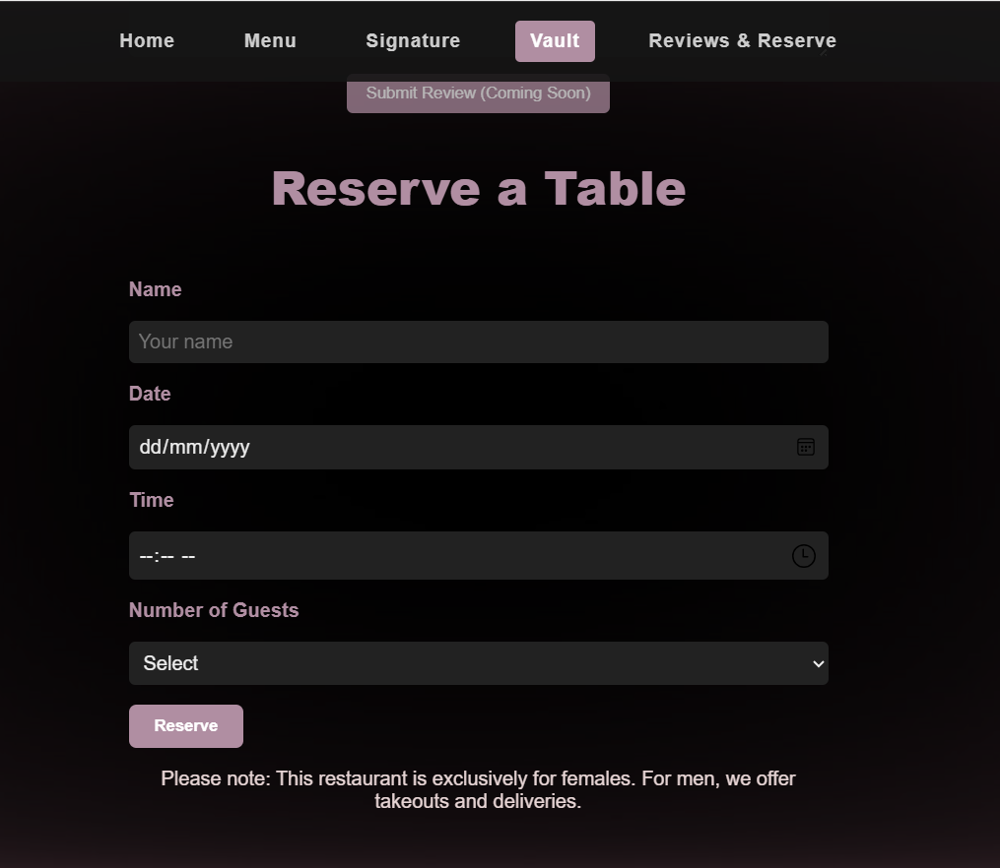 Home Menu Signature Vault Reviews & Reserve
Submit Review (Coming Soon)
Reserve a Table
Name
Your name
Date
dd/mm/yyyy
Time
--:-- --
Number of Guests
Select
Reserve
Please note: This restaurant is exclusively for females. For men, we offer
takeouts and deliveries.